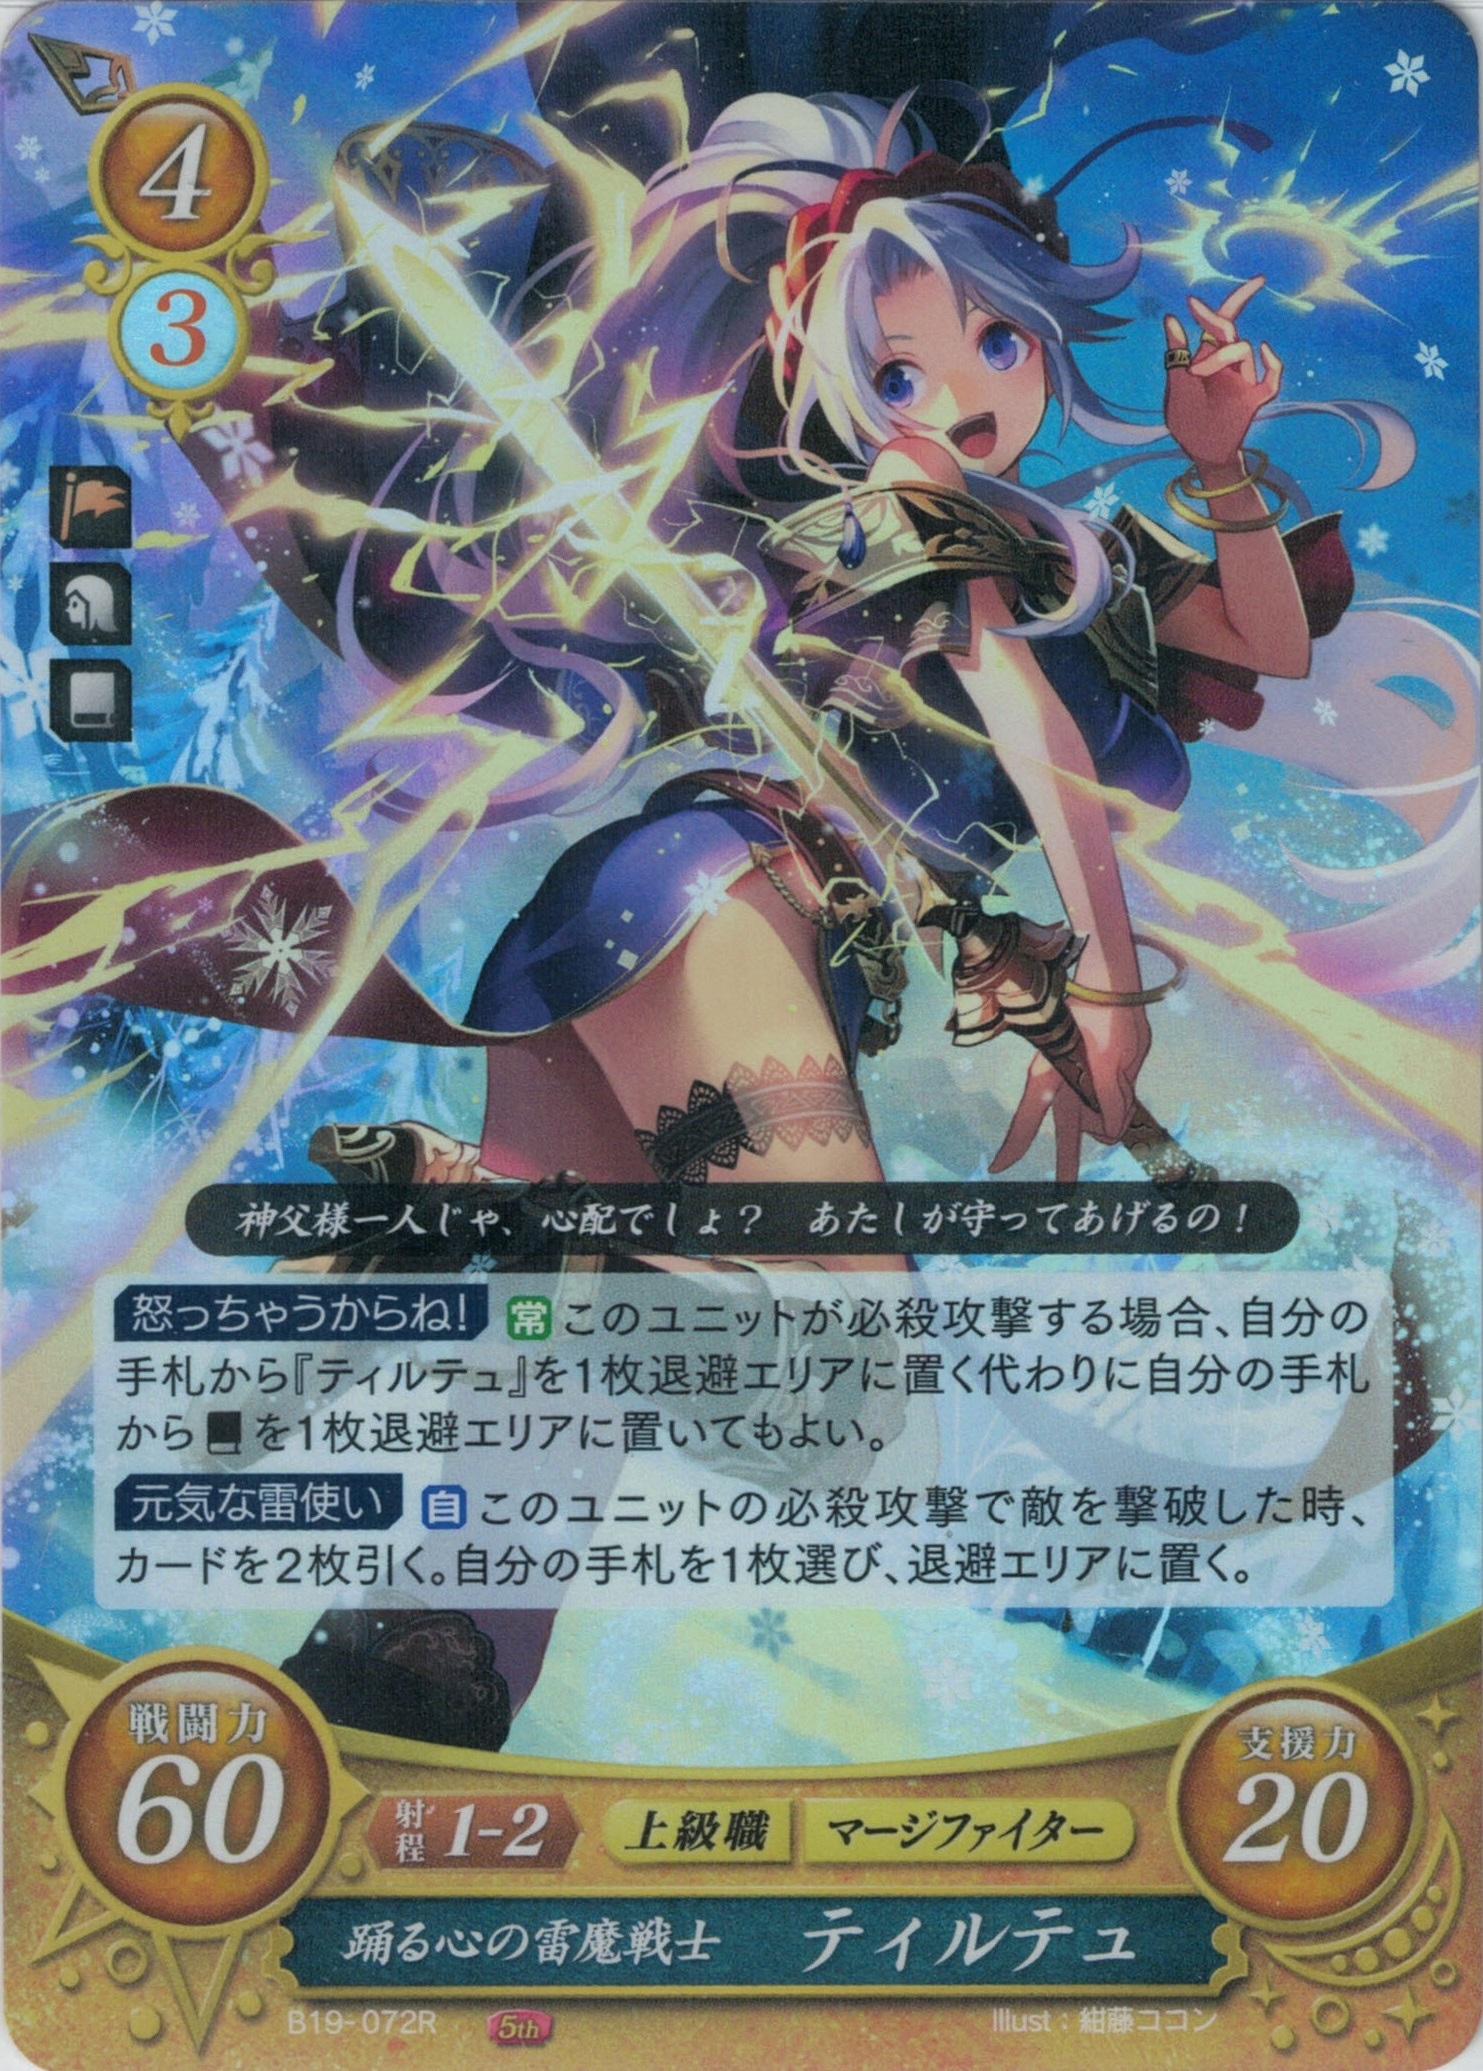 4
3
神父様一人じゃ、心配でしょ？　あたしが守ってあげるの！
怒っちゃうからね！ 常 このユニットが必殺攻撃する場合、自分の
手札から『ティルテュ』を1枚退避エリアに置く代わりに自分の手札
から を1枚退避エリアに置いてもよい。
元気な雷使い 自 このユニットの必殺攻撃で敵を撃破した時、
カードを2枚引く。自分の手札を1枚選び、退避エリアに置く。
戦闘力
60
射程 1-2
上級職
マージファイター
支援力
20
踊る心の雷魔戦士　ティルテュ
B19-072R
5th
Illust：紺藤ココン